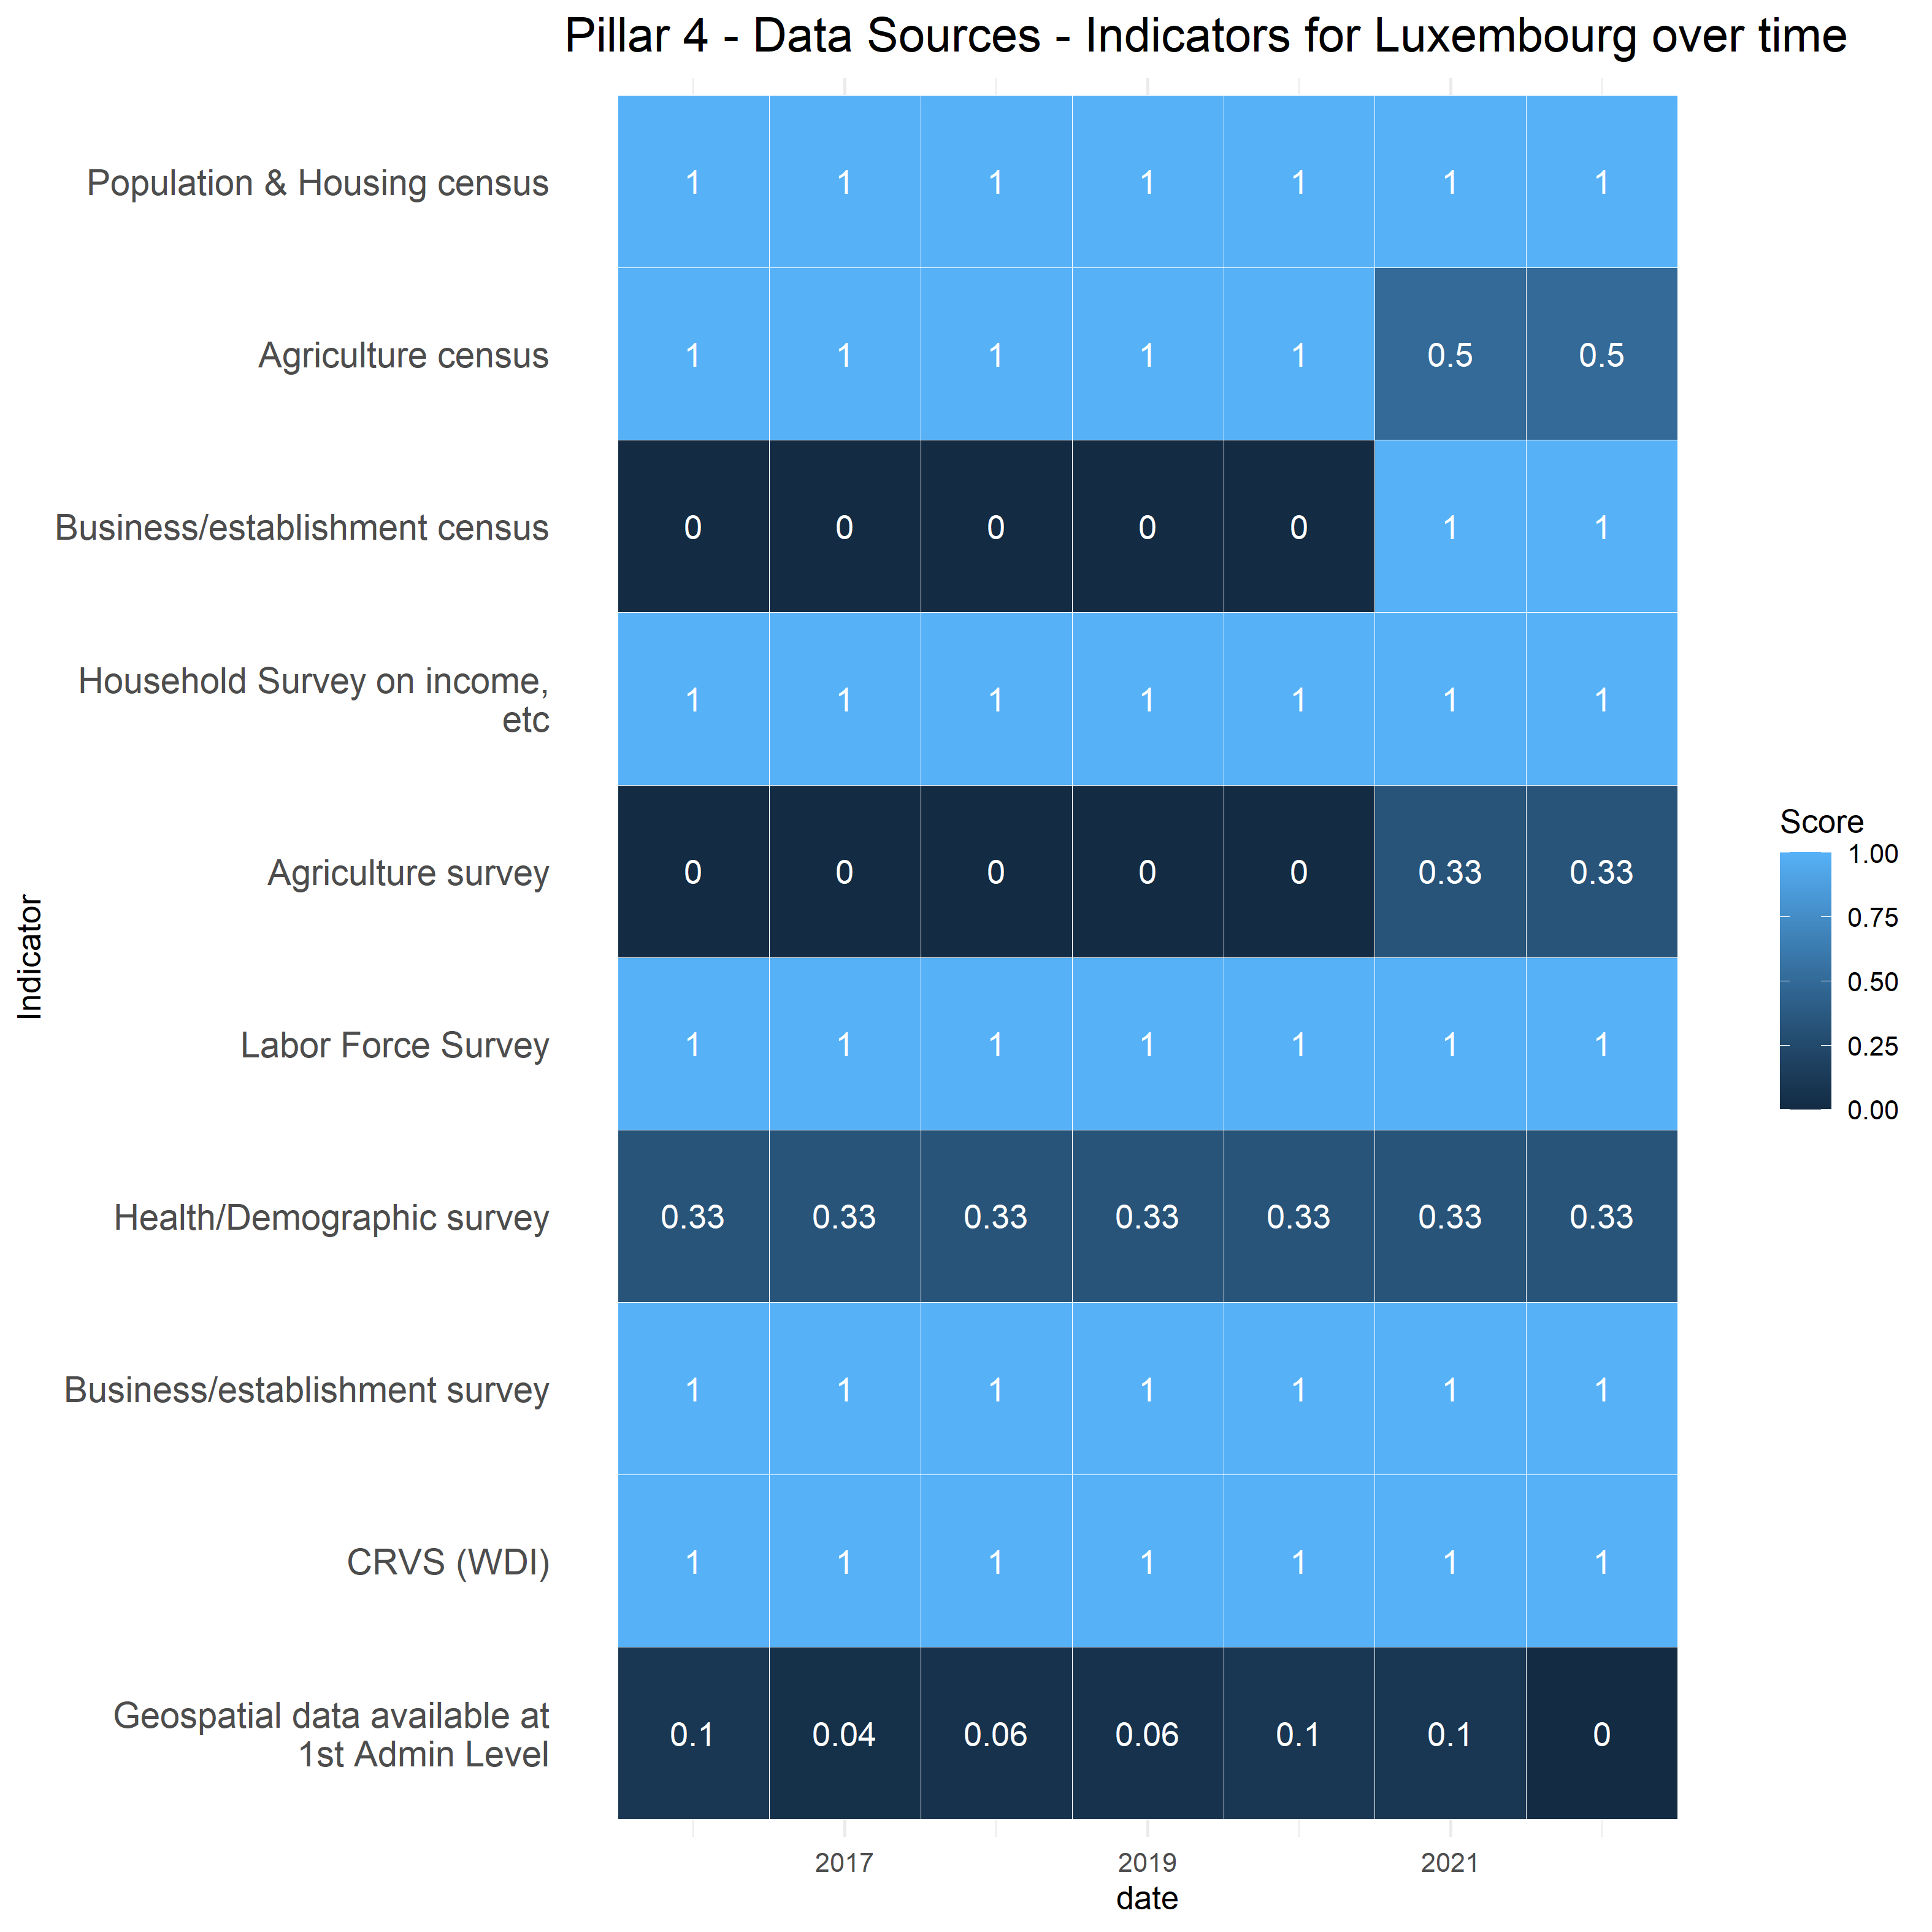 Pillar 4 - Data Sources - Indicators for Luxembourg over time
Population & Housing census
1 1 1 1 1 1 1
Agriculture census
1 1 1 1 1 0.5 0.5
Business/establishment census
0 0 0 0 0 1 1
Household Survey on income,
etc
1 1 1 1 1 1 1
Agriculture survey
0 0 0 0 0 0.33 0.33
Labor Force Survey
1 1 1 1 1 1 1
Health/Demographic survey
0.33 0.33 0.33 0.33 0.33 0.33 0.33
Business/establishment survey
1 1 1 1 1 1 1
CRVS (WDI)
1 1 1 1 1 1 1
Geospatial data available at
1st Admin Level
0.1 0.04 0.06 0.06 0.1 0.1 0
2017 2019 2021
date
Indicator
Score
1.00
0.75
0.50
0.25
0.00